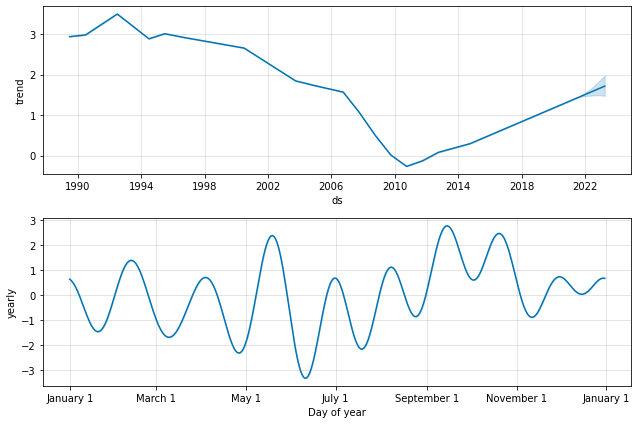 3
2
1
0
trend
1990 1994 1998 2002 2006 2010 2014 2018 2022
ds
3
2
1
0
−1
−2
−3
yearly
January 1 March 1 May 1 July 1 September 1 November 1 January 1
Day of year